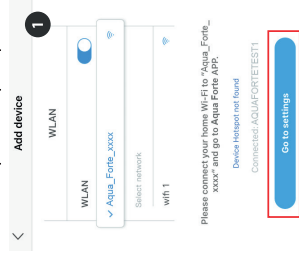 Add device
1
WLAN
WLAN
✓ Aqua_Forte_xxxx
Select network
wifi 1
Please connect your home Wi-Fi to "Aqua_Forte_
xxxx" and go to Aqua Forte APP.
Device Hotspot not found
Connected:AQUAFORTETEST1
Go to settings